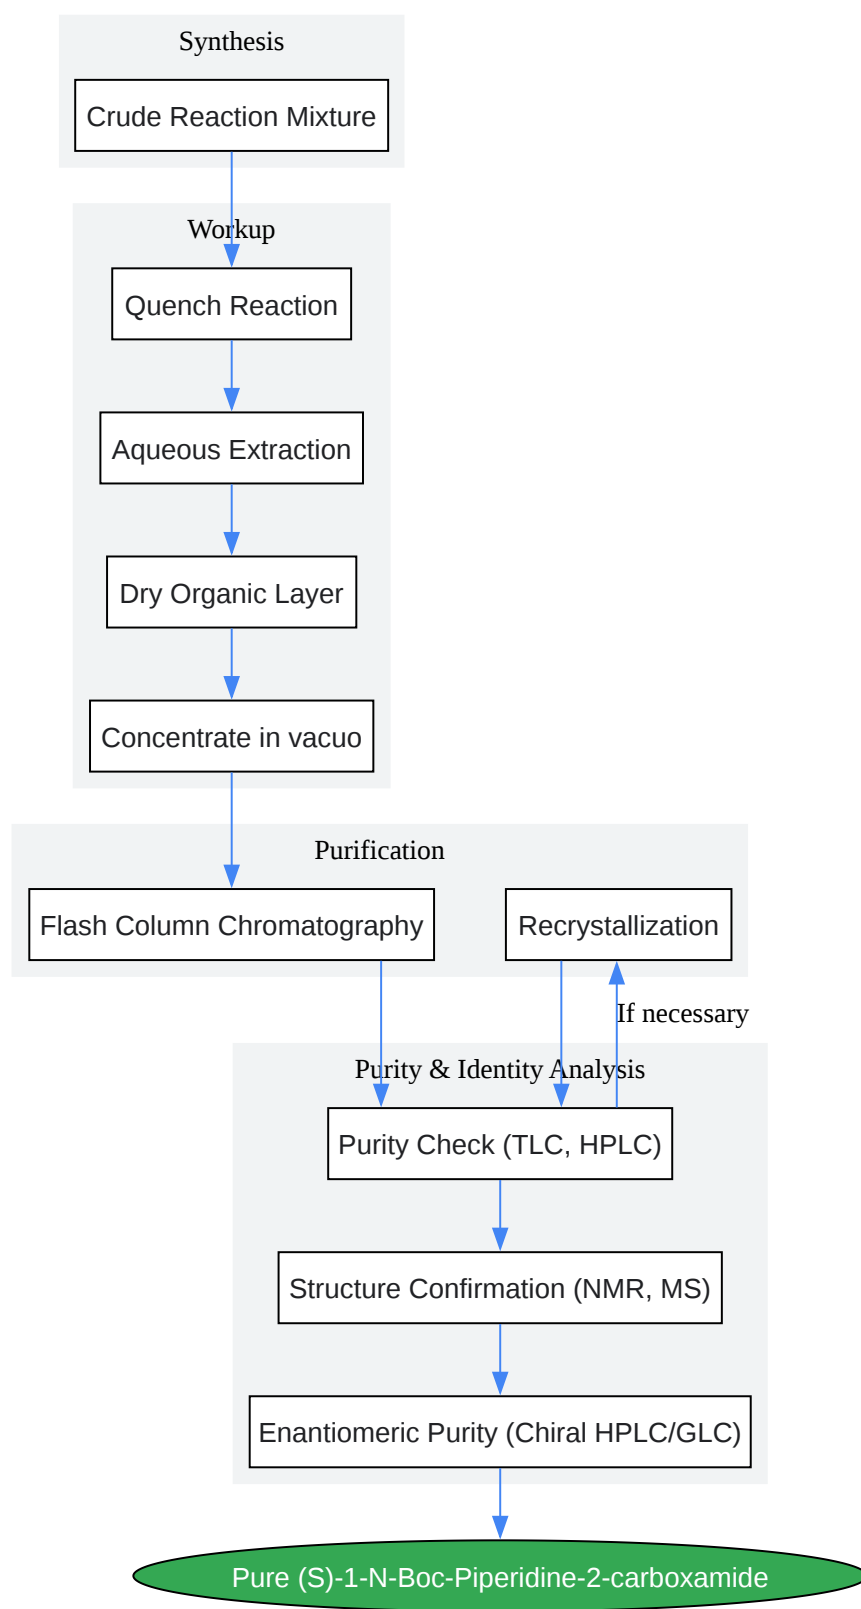 Synthesis
Crude Reaction Mixture
Workup
Quench Reaction
Aqueous Extraction
Dry Organic Layer
Concentrate in vacuo
Purification
Flash Column Chromatography
Recrystallization
If necessary
Purity & Identity Analysis
Purity Check (TLC, HPLC)
Structure Confirmation (NMR, MS)
Enantiomeric Purity (Chiral HPLC/GLC)
Pure (S)-1-N-Boc-Piperidine-2-carboxamide